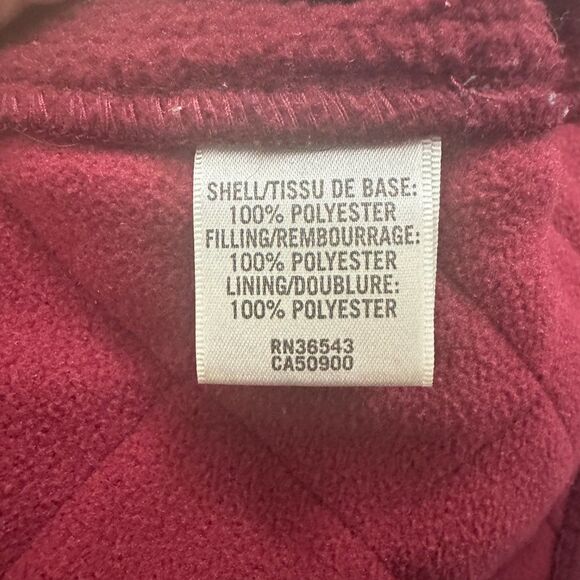 SHELL/TISSU DE BASE:
100% POLYESTER
FILLING/REMBOURRAGE:
100% POLYESTER
LINING/DOUBLURE:
100% POLYESTER
RN36543
CA50900